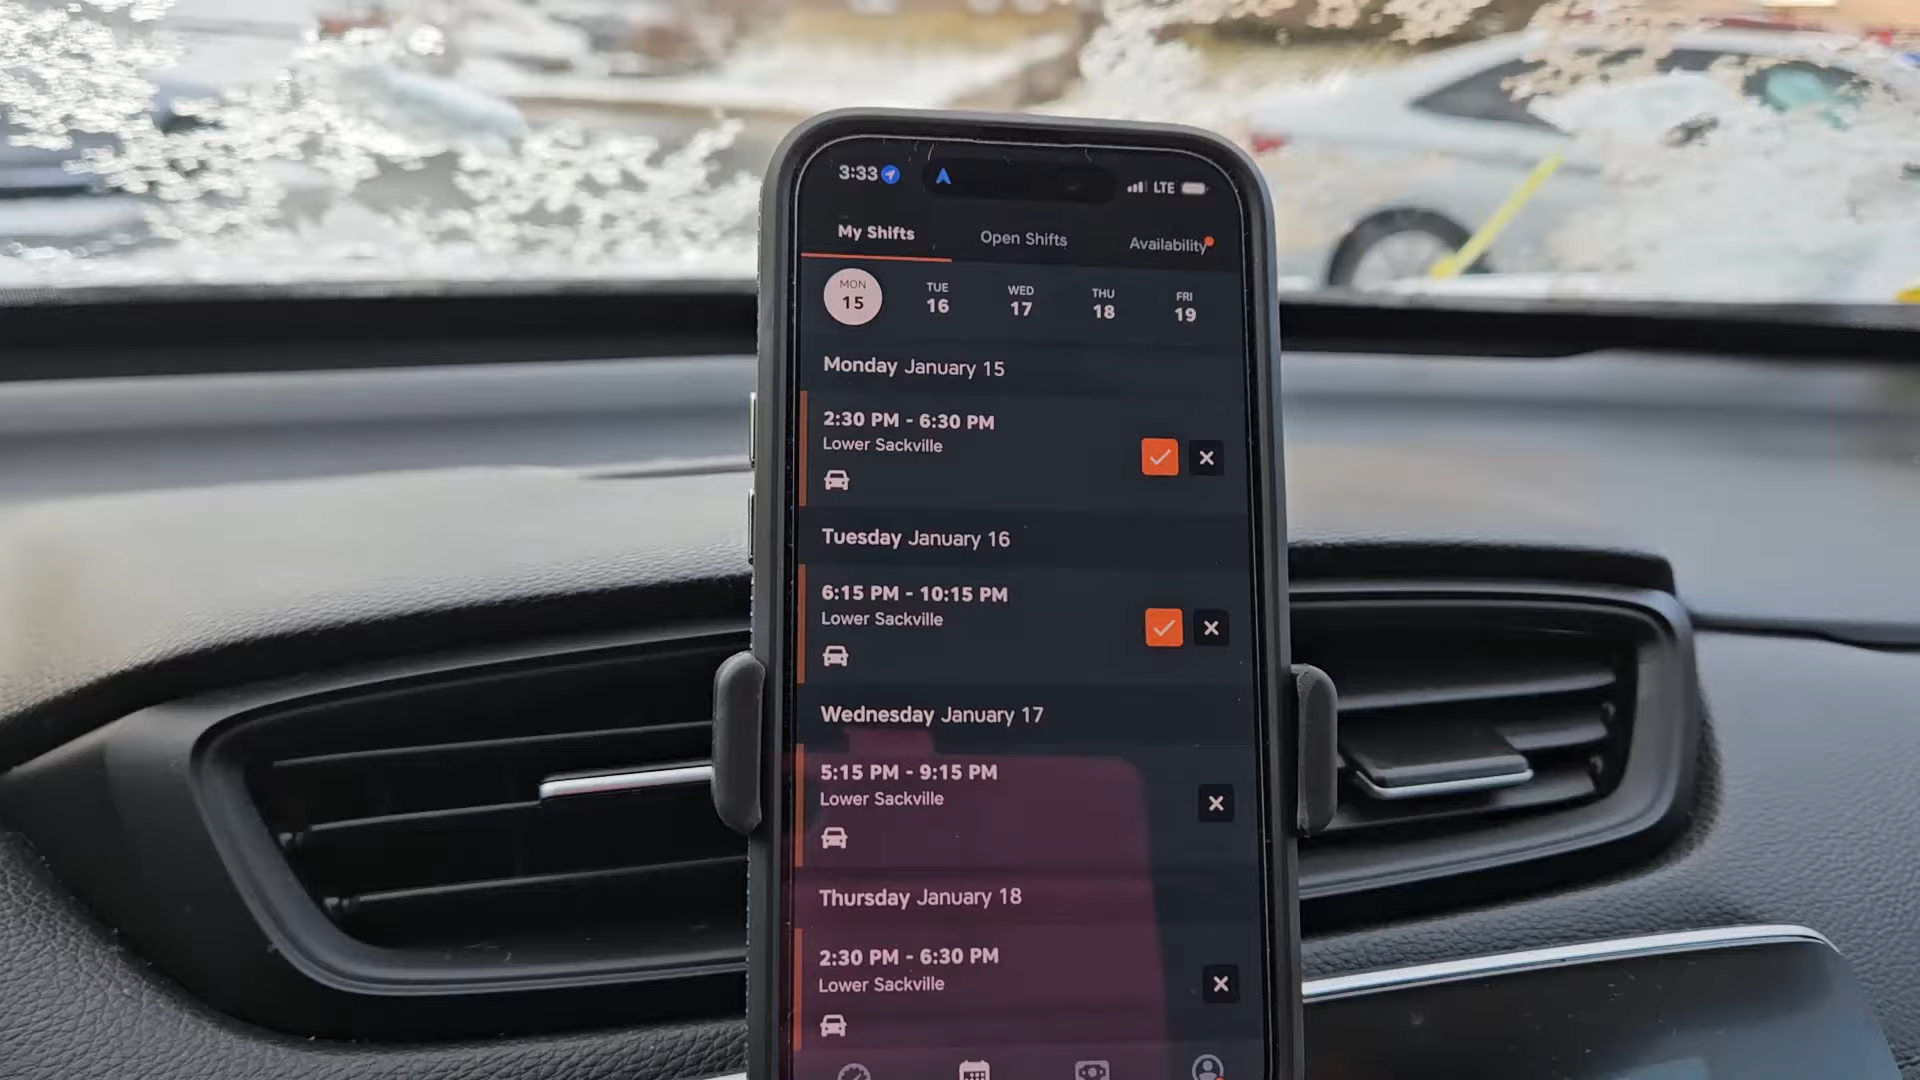 3:33
LTE
My Shifts
Open Shifts
Availability
MON
15
TUE
16
WED
17
THU
18
FRI
19
Monday January 15
2:30 PM - 6:30 PM
Lower Sackville
Tuesday January 16
6:15 PM - 10:15 PM
Lower Sackville
Wednesday January 17
5:15 PM - 9:15 PM
Lower Sackville
Thursday January 18
2:30 PM - 6:30 PM
Lower Sackville